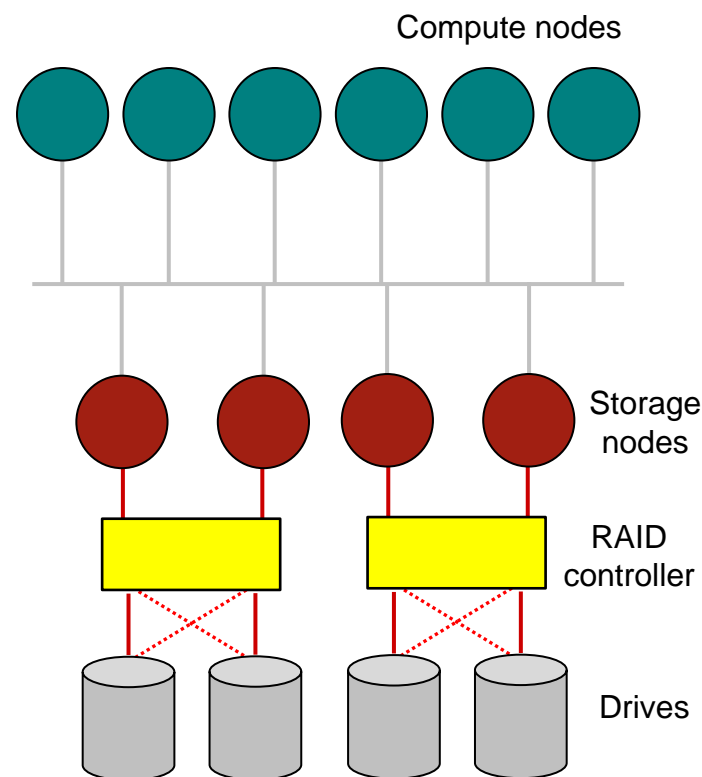 Compute nodes
Storage
nodes
RAID
controller
Drives